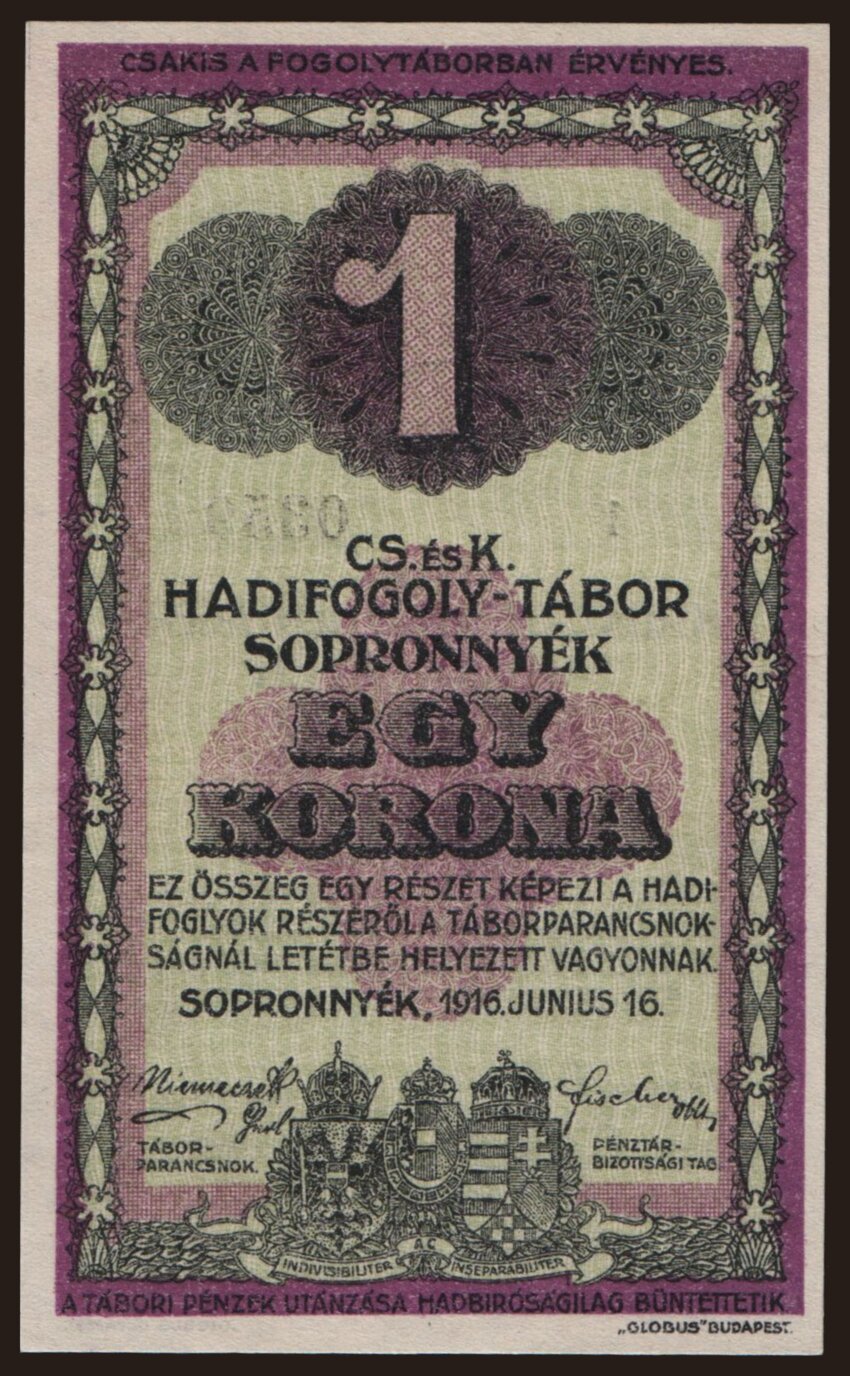 CSAKIS A FOGOLYTÁBORBAN ÉRVÉNYES.
1
CS. ÉS K.
HADIFOGOLY-TÁBOR
SOPRONNYÉK
EGY
KORONA
EZ ÖSSZEG EGY RÉSZÉT KÉPEZI A HADI-
FOGLYOK RÉSZÉRŐL A TÁBORPARANCSNOK-
SÁGNÁL LETÉTBE HELYEZETT VAGYONNAK.
SOPRONNYÉK, 1916. JUNIUS 16.
Fischer
TÁBOR-
PARANCSNOK.
PÉNZTÁR-
BIZOTTSÁGI TAG
INDIVISIBILITER AC INSEPARABILITER
A TÁBORI PÉNZEK UTÁNZÁSA HADBIRÓSÁGILAG BÜNTETTETIK
„GLOBUS" BUDAPEST.